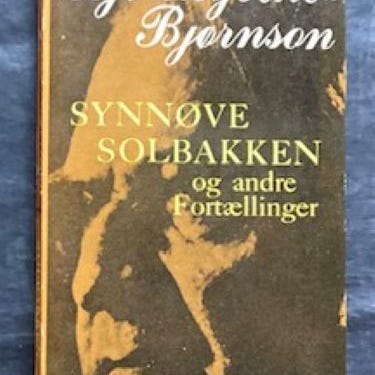 Bjørnson
SYNNØVE
SOLBAKKEN
og andre
Fortællinger